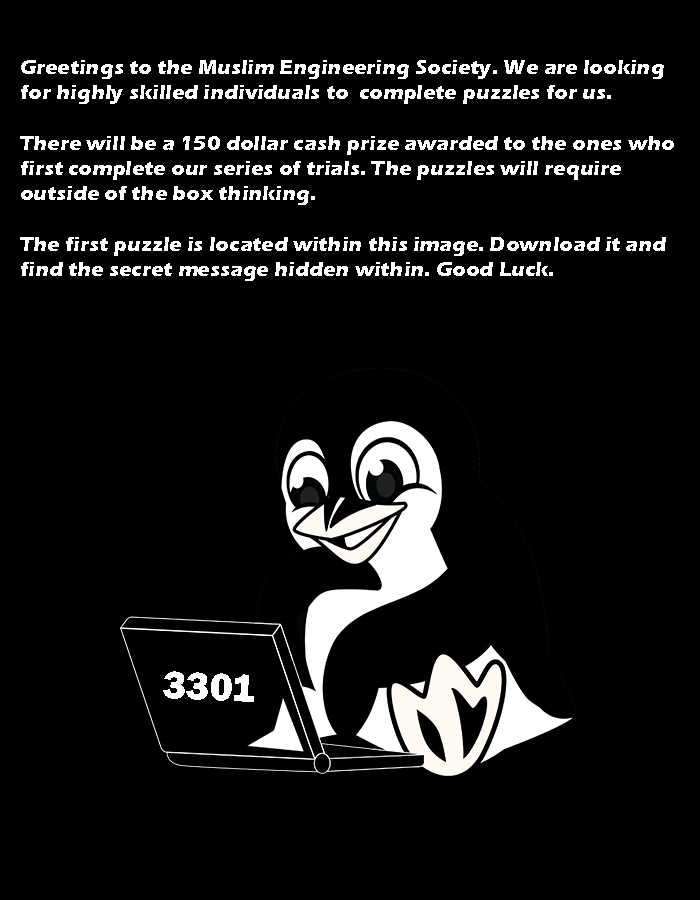 Greetings to the Muslim Engineering Society. We are looking
for highly skilled individuals to  complete puzzles for us.
There will be a 150 dollar cash prize awarded to the ones who
first complete our series of trials. The puzzles will require
outside of the box thinking.
The first puzzle is located within this image. Download it and
find the secret message hidden within. Good Luck.
3301